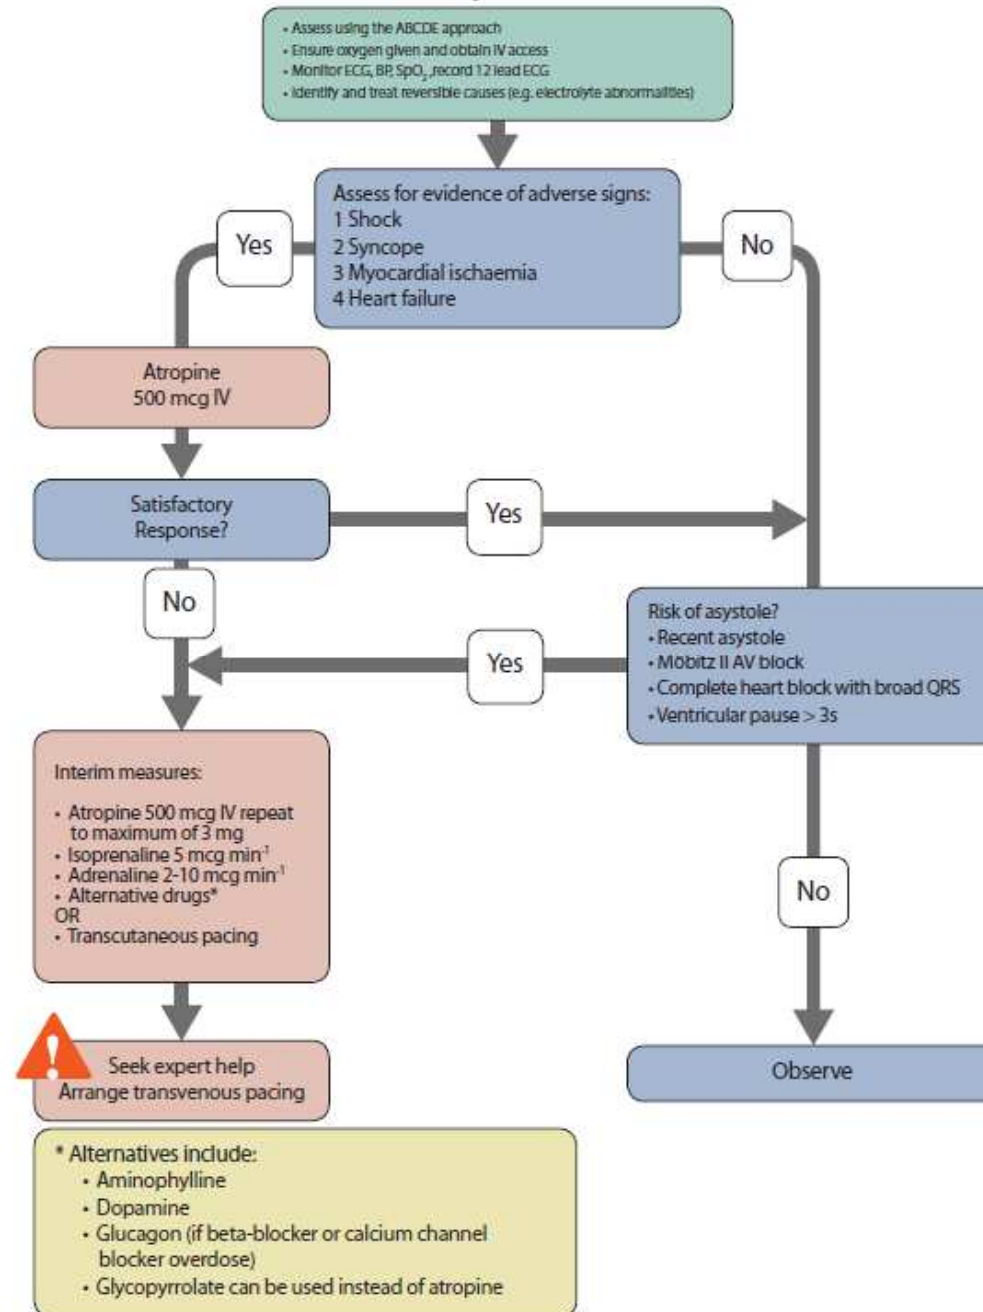 • Assess using the ABCDE approach
• Ensure oxygen given and obtain IV access
• Monitor ECG, BP, SpO₂ ,record 12 lead ECG
• Identify and treat reversible causes (e.g. electrolyte abnormalities)
Assess for evidence of adverse signs:
1 Shock
2 Syncope
3 Myocardial ischaemia
4 Heart failure
Yes
No
Atropine
500 mcg IV
Satisfactory
Response?
Yes
No
Risk of asystole?
• Recent asystole
• Möbitz II AV block
• Complete heart block with broad QRS
• Ventricular pause > 3s
Yes
Interim measures:
• Atropine 500 mcg IV repeat
to maximum of 3 mg
• Isoprenaline 5 mcg min⁻¹
• Adrenaline 2-10 mcg min⁻¹
• Alternative drugs*
OR
• Transcutaneous pacing
No
!
Seek expert help
Arrange transvenous pacing
Observe
* Alternatives include:
• Aminophylline
• Dopamine
• Glucagon (if beta-blocker or calcium channel
blocker overdose)
• Glycopyrrolate can be used instead of atropine